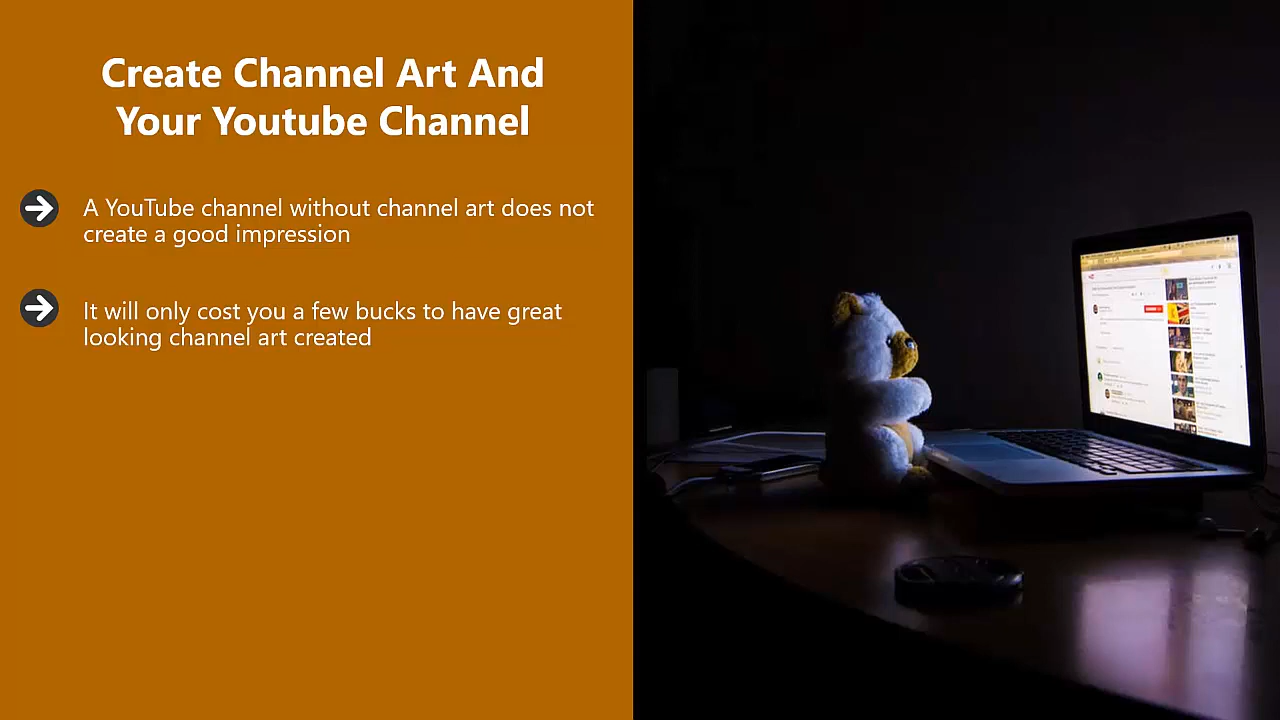 Create Channel Art And
Your Youtube Channel
A YouTube channel without channel art does not
create a good impression
It will only cost you a few bucks to have great
looking channel art created